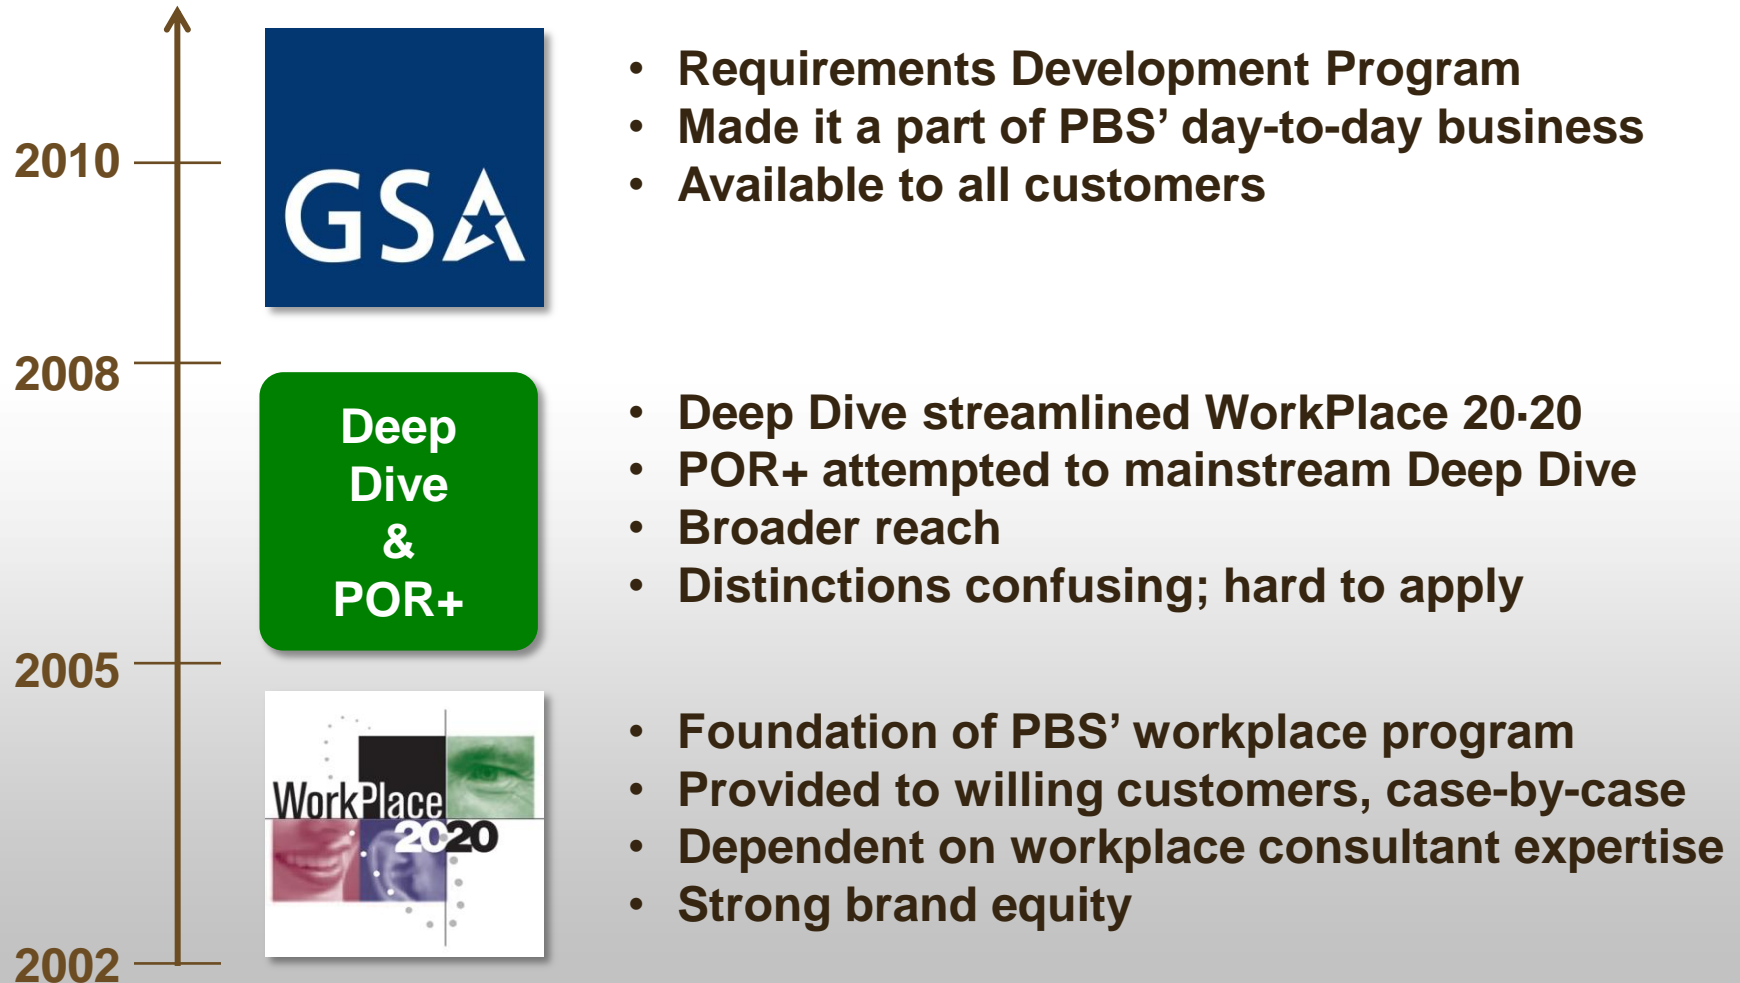 2010
GSA
• Requirements Development Program
• Made it a part of PBS’ day-to-day business
• Available to all customers
2008
Deep
Dive
&
POR+
• Deep Dive streamlined WorkPlace 20·20
• POR+ attempted to mainstream Deep Dive
• Broader reach
• Distinctions confusing; hard to apply
2005
WorkPlace
2020
• Foundation of PBS’ workplace program
• Provided to willing customers, case-by-case
• Dependent on workplace consultant expertise
• Strong brand equity
2002